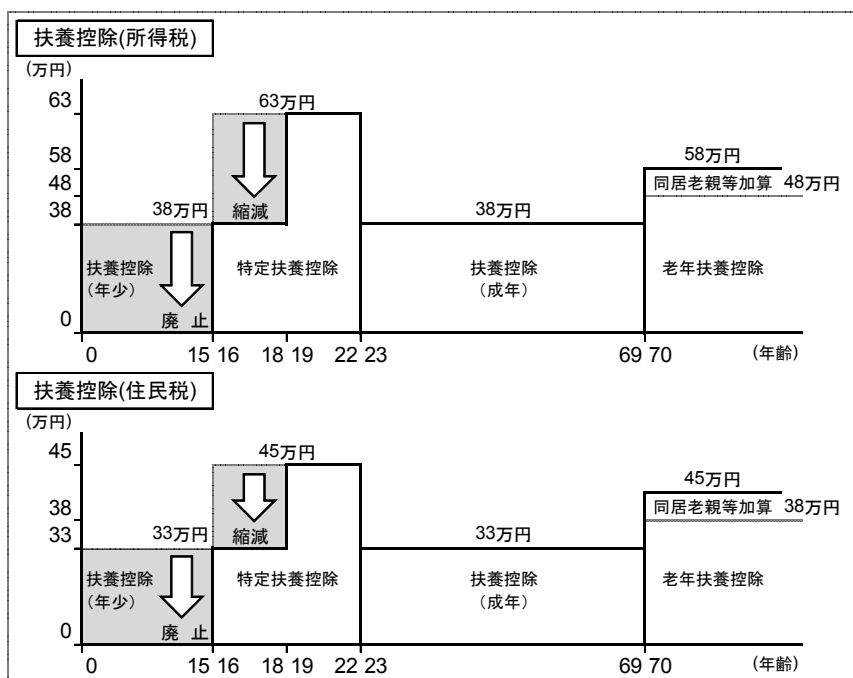 扶養控除(所得税)
(万円)
63万円
63
58万円
58
同居老親等加算 48万円
48
38万円 縮減 38万円
38
扶養控除 特定扶養控除 扶養控除 老年扶養控除
(年少) (成年)
廃 止
0
0 15 16 18 19 22 23 69 70 (年齢)
扶養控除(住民税)
(万円)
45万円
45
45万円
同居老親等加算 38万円
38
33万円 縮減 33万円
33
扶養控除 特定扶養控除 扶養控除 老年扶養控除
(年少) (成年)
廃 止
0
0 15 16 18 19 22 23 69 70 (年齢)